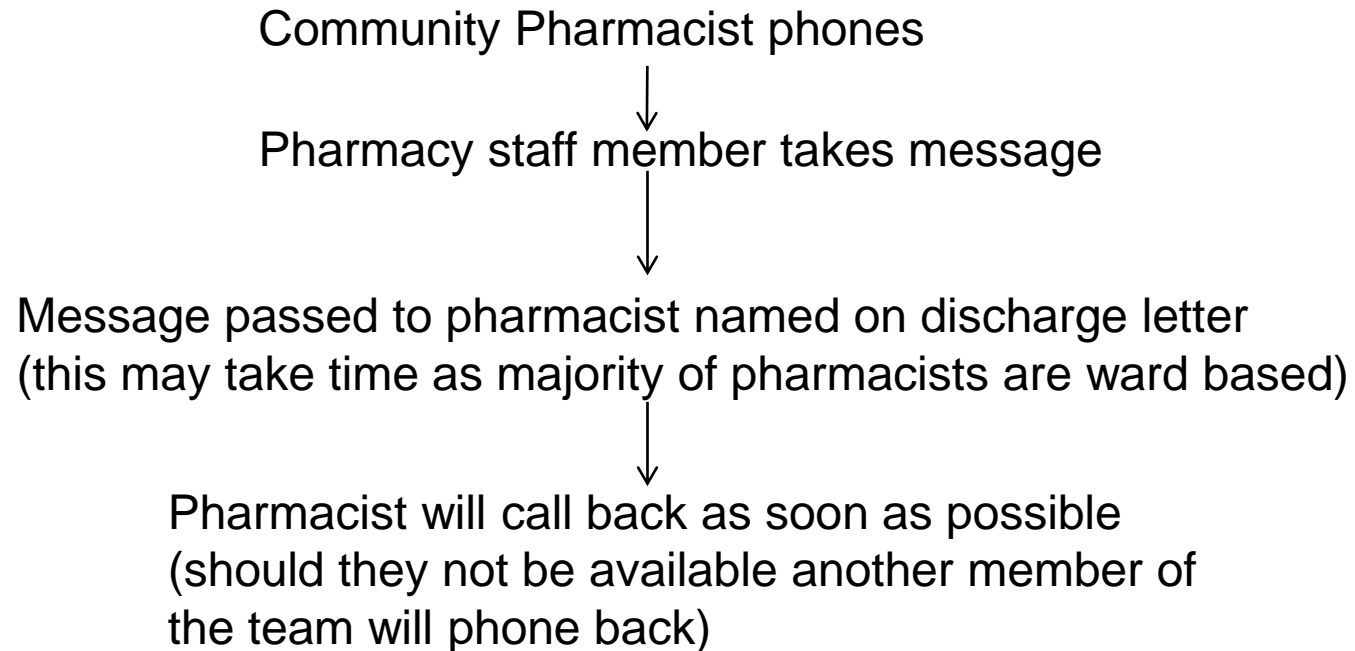 Community Pharmacist phones
Pharmacy staff member takes message
Message passed to pharmacist named on discharge letter
(this may take time as majority of pharmacists are ward based)
Pharmacist will call back as soon as possible
(should they not be available another member of
the team will phone back)